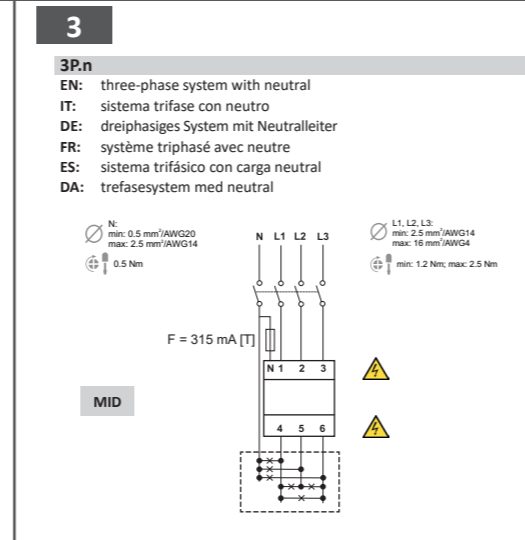 3
3P.n
EN: three-phase system with neutral
IT: sistema trifase con neutro
DE: dreiphasiges System mit Neutralleiter
FR: système triphasé avec neutre
ES: sistema trifásico con carga neutral
DA: trefasesystem med neutral
N:
min: 0.5 mm²/AWG20
max: 2.5 mm²/AWG14
0.5 Nm
N L1 L2 L3
L1, L2, L3:
min: 2.5 mm²/AWG14
max: 16 mm²/AWG4
min: 1.2 Nm; max: 2.5 Nm
F = 315 mA [T]
N 1 2 3
MID
4 5 6